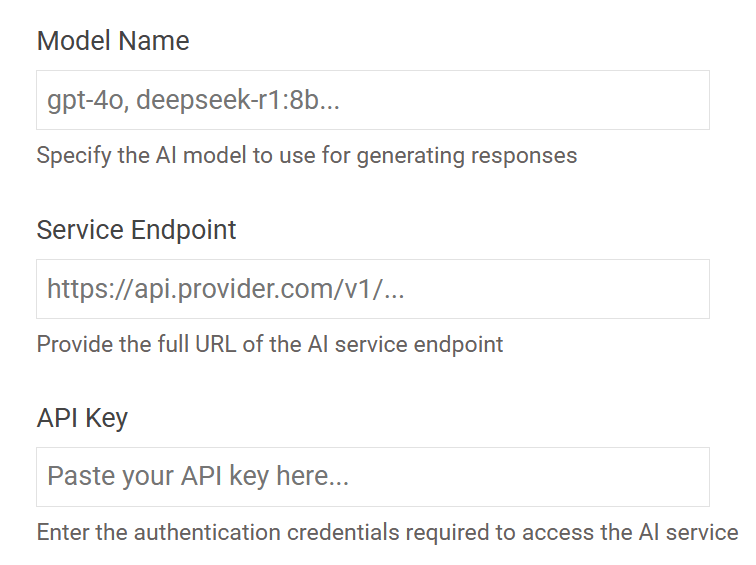 Model Name
gpt-4o, deepseek-r1:8b...
Specify the AI model to use for generating responses
Service Endpoint
https://api.provider.com/v1/...
Provide the full URL of the AI service endpoint
API Key
Paste your API key here...
Enter the authentication credentials required to access the AI service